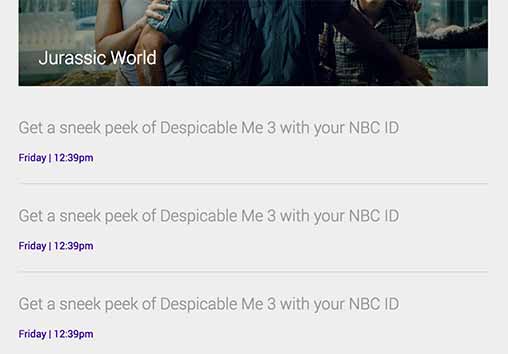 Jurassic World
Get a sneek peek of Despicable Me 3 with your NBC ID
Friday | 12:39pm
Get a sneek peek of Despicable Me 3 with your NBC ID
Friday | 12:39pm
Get a sneek peek of Despicable Me 3 with your NBC ID
Friday | 12:39pm